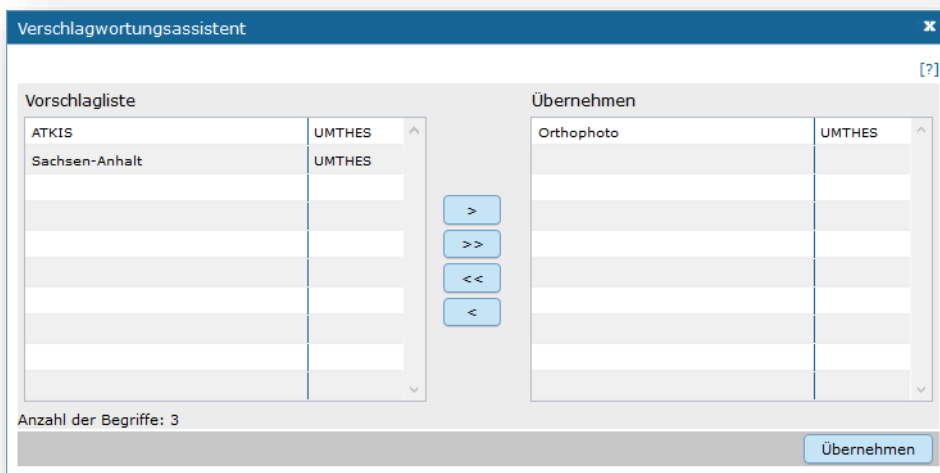 Verschlagwortungsassistent x
[?]
Vorschlagliste Übernehmen
ATKIS UMTHES Orthophoto UMTHES
Sachsen-Anhalt UMTHES
>
>>
<<
<
Anzahl der Begriffe: 3
Übernehmen